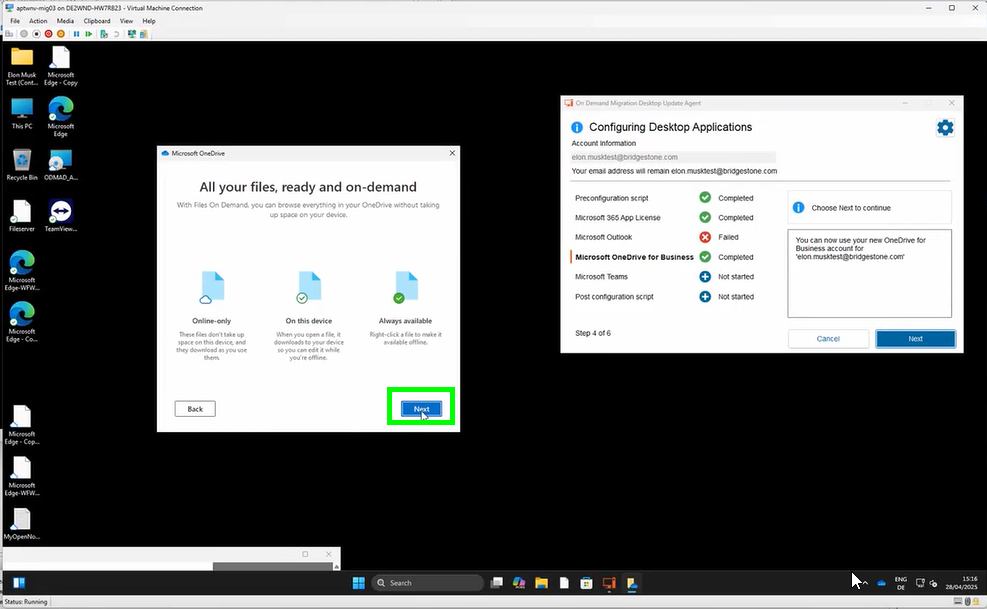 aptwnv-mig03 on DE2WND-HW7RB23 - Virtual Machine Connection
File Action Media Clipboard View Help
Elon Musk
Test (Cont...
Microsoft
Edge - Copy
This PC
Microsoft
Edge
Recycle Bin
ODMAD_A...
Fileserver
TeamView...
Microsoft
Edge-WFW...
Microsoft
Edge - Co...
Microsoft
Edge - Cop...
Microsoft
Edge-WFW...
MyOpenNo...
Microsoft OneDrive
All your files, ready and on-demand
With Files On Demand, you can browse everything in your OneDrive without taking
up space on your device.
Online-only
These files don't take up
space on this device, and
they download as you use
them.
On this device
When you open a file, it
downloads to your device
so you can edit it while
you're offline.
Always available
Right-click a file to make it
available offline.
Back
Next
On Demand Migration Desktop Update Agent
Configuring Desktop Applications
Account Information
elon.musktest@bridgestone.com
Your email address will remain elon.musktest@bridgestone.com
Preconfiguration script Completed
Microsoft 365 App License Completed
Microsoft Outlook Failed
Microsoft OneDrive for Business Completed
Microsoft Teams Not started
Post configuration script Not started
Choose Next to continue
You can now use your new OneDrive for
Business account for
'elon.musktest@bridgestone.com'
Step 4 of 6
Cancel
Next
Search
ENG
DE
15:16
28/04/2025
Status: Running